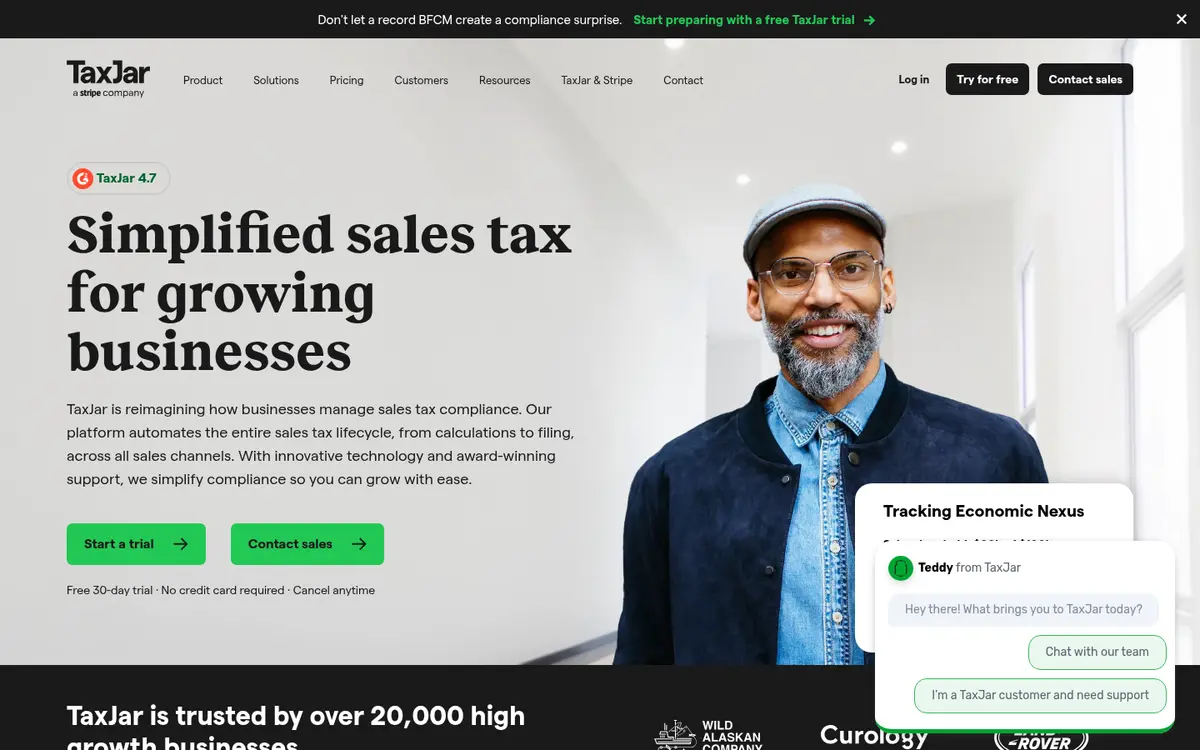 Don't let a record BFCM create a compliance surprise. Start preparing with a free TaxJar trial
TaxJar
a stripe company
Product
Solutions
Pricing
Customers
Resources
TaxJar & Stripe
Contact
Log in
Try for free
Contact sales
TaxJar 4.7
Simplified sales tax
for growing
businesses
TaxJar is reimagining how businesses manage sales tax compliance. Our
platform automates the entire sales tax lifecycle, from calculations to filing,
across all sales channels. With innovative technology and award-winning
support, we simplify compliance so you can grow with ease.
Start a trial
Contact sales
Free 30-day trial · No credit card required · Cancel anytime
Tracking Economic Nexus
Teddy from TaxJar
Hey there! What brings you to TaxJar today?
Chat with our team
I'm a TaxJar customer and need support
TaxJar is trusted by over 20,000 high
growth businesses
WILD
ALASKAN
COMPANY
Curology
LAND
ROVER